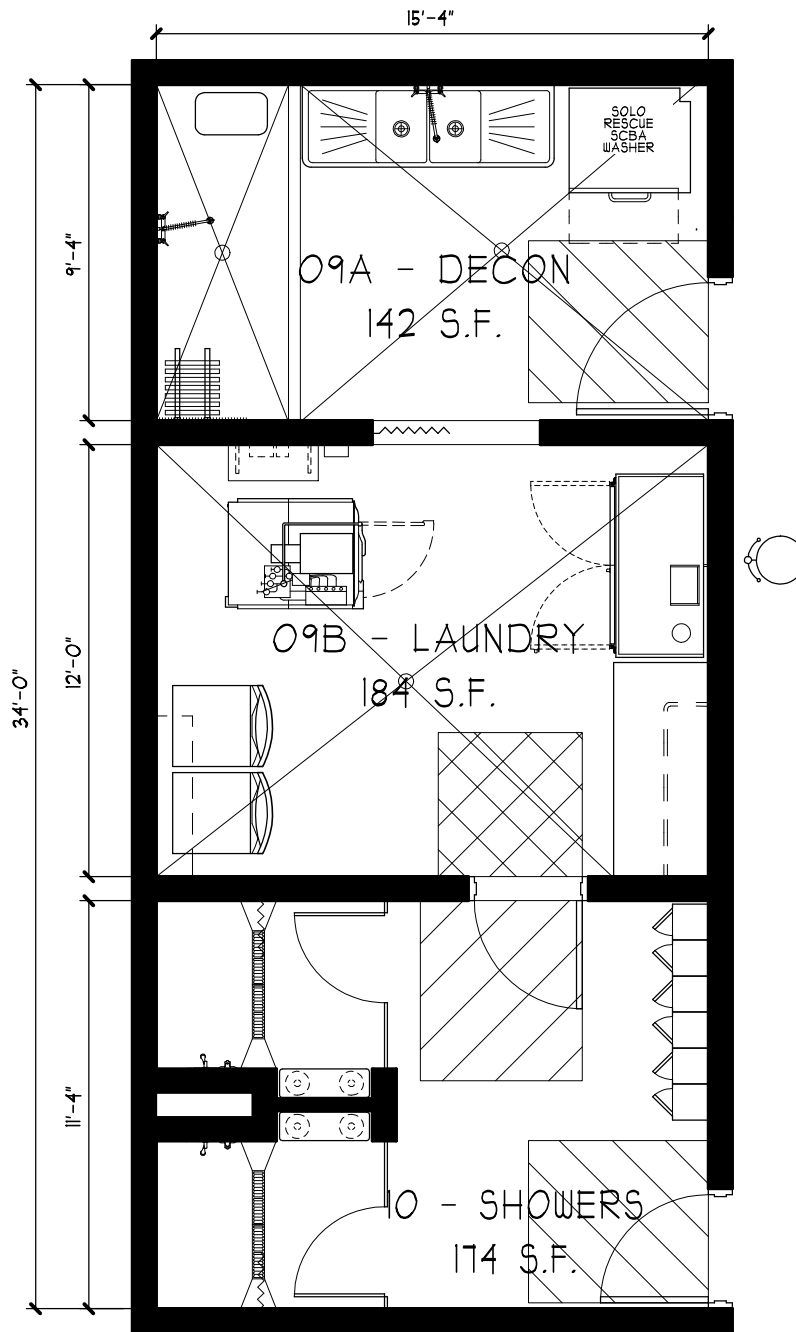 15'-4"
SOLO
RESCUE
SCBA
WASHER
9'-4"
09A - DECON
142 S.F.
34'-0"
12'-0"
09B - LAUNDRY
184 S.F.
11'-4"
10 - SHOWERS
174 S.F.